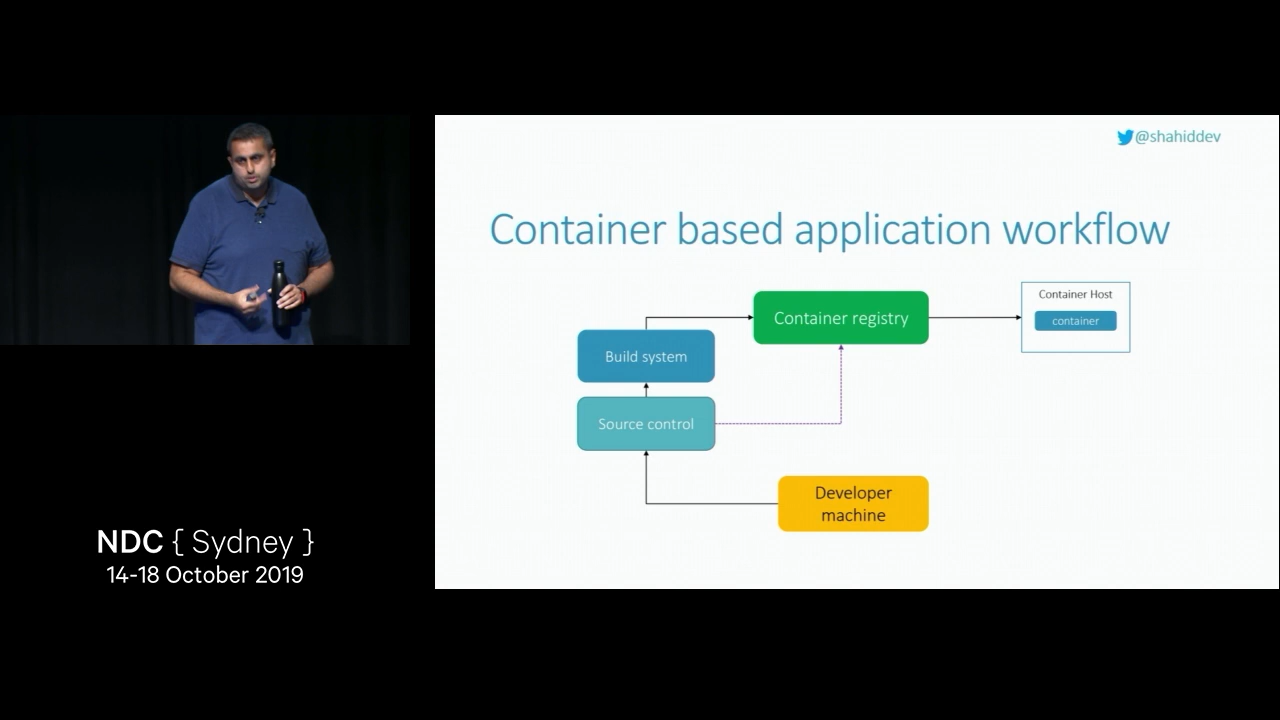 @shahiddev
Container based application workflow
Container Host
container
Container registry
Build system
Source control
Developer
machine
NDC { Sydney }
14-18 October 2019